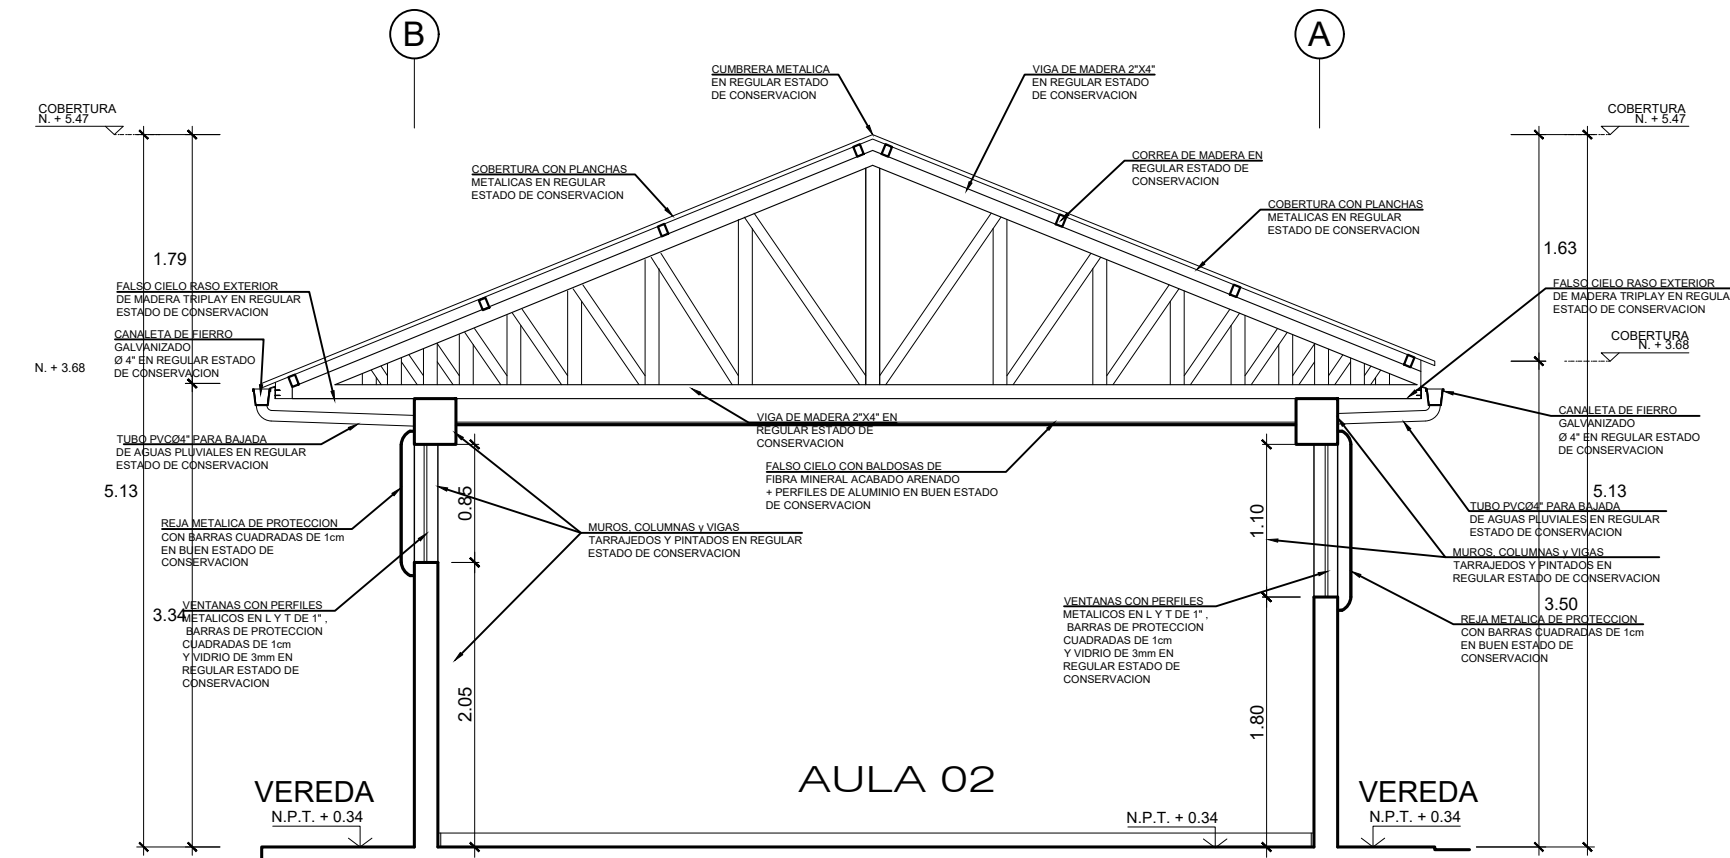 B
A
CUMBRERA METALICA
EN REGULAR ESTADO
DE CONSERVACION
VIGA DE MADERA 2"X4"
EN REGULAR ESTADO
DE CONSERVACION
COBERTURA
N. + 5.47
COBERTURA
N. + 5.47
COBERTURA CON PLANCHAS
METALICAS EN REGULAR
ESTADO DE CONSERVACION
CORREA DE MADERA EN
REGULAR ESTADO DE
CONSERVACION
COBERTURA CON PLANCHAS
METALICAS EN REGULAR
ESTADO DE CONSERVACION
1.79
1.63
FALSO CIELO RASO EXTERIOR
DE MADERA TRIPLAY EN REGULAR
ESTADO DE CONSERVACION
FALSO CIELO RASO EXTERIOR
DE MADERA TRIPLAY EN REGULA
ESTADO DE CONSERVACION
CANALETA DE FIERRO
GALVANIZADO
Ø 4" EN REGULAR ESTADO
DE CONSERVACION
N. + 3.68
COBERTURA
N. + 3.68
CANALETA DE FIERRO
GALVANIZADO
Ø 4" EN REGULAR ESTADO
DE CONSERVACION
TUBO PVCØ4" PARA BAJADA
DE AGUAS PLUVIALES EN REGULAR
ESTADO DE CONSERVACION
VIGA DE MADERA 2"X4" EN
REGULAR ESTADO DE
CONSERVACION
FALSO CIELO CON BALDOSAS DE
FIBRA MINERAL ACABADO ARENADO
+ PERFILES DE ALUMINIO EN BUEN ESTADO
DE CONSERVACION
5.13
0.85
1.10
5.13
TUBO PVCØ4" PARA BAJADA
DE AGUAS PLUVIALES EN REGULAR
ESTADO DE CONSERVACION
REJA METALICA DE PROTECCION
CON BARRAS CUADRADAS DE 1cm
EN BUEN ESTADO DE
CONSERVACION
MUROS, COLUMNAS y VIGAS
TARRAJEDOS Y PINTADOS EN REGULAR
ESTADO DE CONSERVACION
MUROS, COLUMNAS y VIGAS
TARRAJEDOS Y PINTADOS EN
REGULAR ESTADO DE CONSERVACION
3.34
VENTANAS CON PERFILES
METALICOS EN L Y T DE 1" ,
BARRAS DE PROTECCION
CUADRADAS DE 1cm
Y VIDRIO DE 3mm EN
REGULAR ESTADO DE
CONSERVACION
VENTANAS CON PERFILES
METALICOS EN L Y T DE 1" ,
BARRAS DE PROTECCION
CUADRADAS DE 1cm
Y VIDRIO DE 3mm EN
REGULAR ESTADO DE
CONSERVACION
3.50
REJA METALICA DE PROTECCION
CON BARRAS CUADRADAS DE 1cm
EN BUEN ESTADO DE
CONSERVACION
2.05
1.80
AULA 02
VEREDA
N.P.T. + 0.34
N.P.T. + 0.34
VEREDA
N.P.T. + 0.34